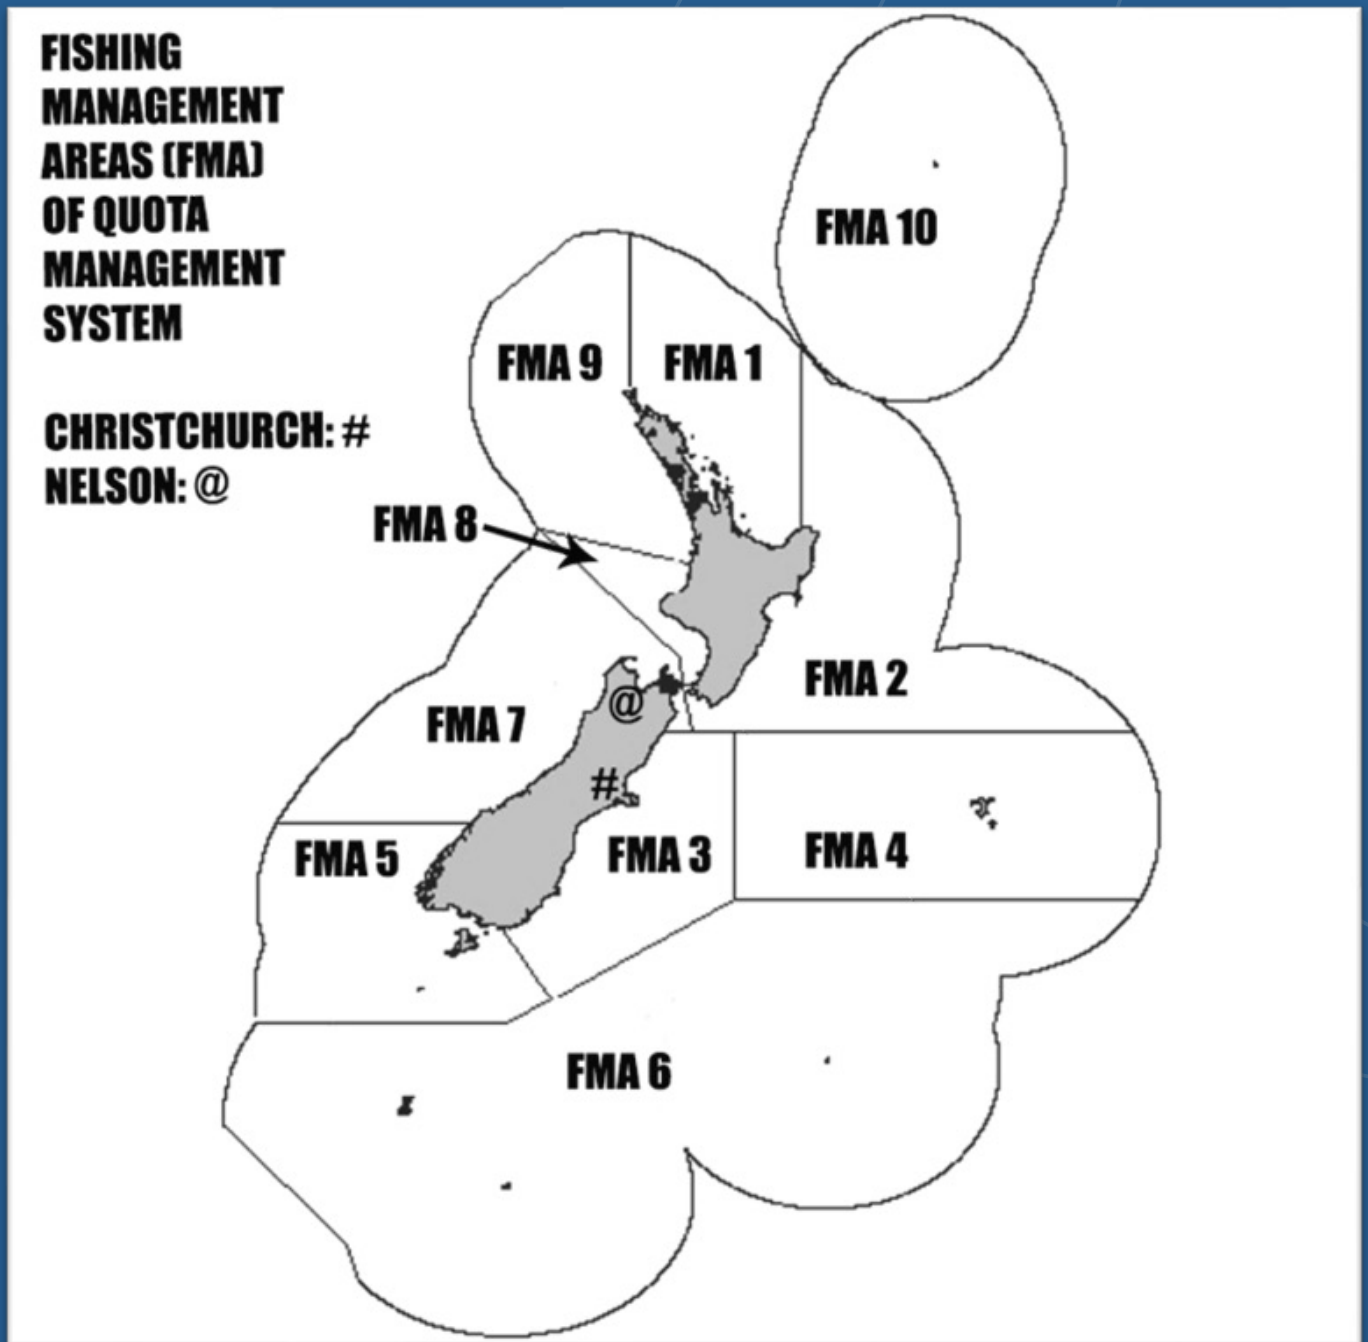 FISHING
MANAGEMENT
AREAS (FMA)
OF QUOTA
MANAGEMENT
SYSTEM
CHRISTCHURCH: #
NELSON: @
FMA 10
FMA 9
FMA 1
FMA 8
FMA 2
@
FMA 7
#
FMA 5
FMA 3
FMA 4
FMA 6